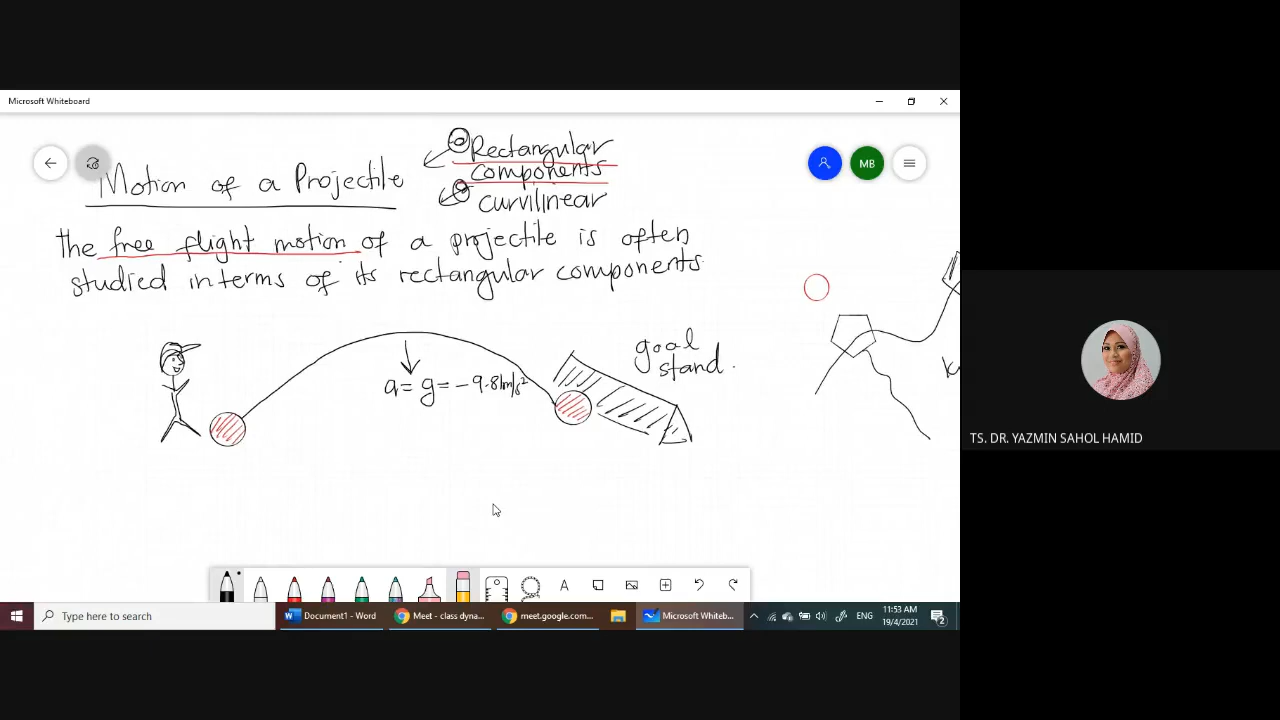 Microsoft Whiteboard
Rectangular
components
Motion of a Projectile
curvilinear
MB
The free flight motion of a projectile is often
studied in terms of its rectangular components.
goal
stand.
a = g = -9.81m/s²
TS. DR. YAZMIN SAHOL HAMID
A
Type here to search
Document1 - Word
Meet - class dyna...
meet.google.com...
Microsoft Whiteb...
ENG
11:53 AM
19/4/2021
2